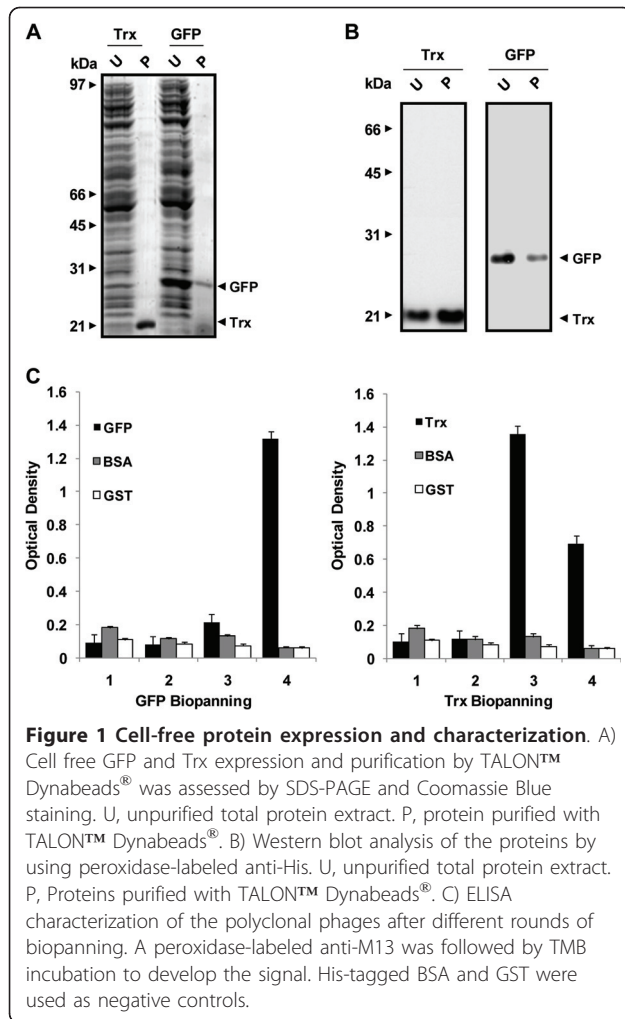 A
Trx GFP
kDa U P U P
97
66
45
31
21
GFP
Trx
B
Trx GFP
kDa U P U P
66
45
31
21
GFP
Trx
C
1.6
1.4
1.2
1
0.8
0.6
0.4
0.2
0
Optical Density
GFP
BSA
GST
1 2 3 4
GFP Biopanning
1.6
1.4
1.2
1
0.8
0.6
0.4
0.2
0
Optical Density
Trx
BSA
GST
1 2 3 4
Trx Biopanning
Figure 1 Cell-free protein expression and characterization. A)
Cell free GFP and Trx expression and purification by TALON™
Dynabeads® was assessed by SDS-PAGE and Coomassie Blue
staining. U, unpurified total protein extract. P, protein purified with
TALON™ Dynabeads®. B) Western blot analysis of the proteins by
using peroxidase-labeled anti-His. U, unpurified total protein extract.
P, Proteins purified with TALON™ Dynabeads®. C) ELISA
characterization of the polyclonal phages after different rounds of
biopanning. A peroxidase-labeled anti-M13 was followed by TMB
incubation to develop the signal. His-tagged BSA and GST were
used as negative controls.